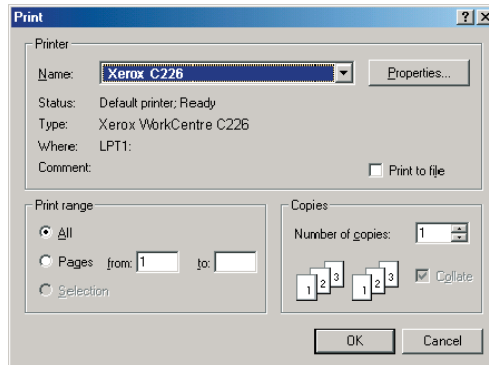 Print
Printer
Name: Xerox C226 Properties...
Status: Default printer; Ready
Type: Xerox WorkCentre C226
Where: LPT1:
Comment: Print to file
Print range
All
Pages from: 1 to:
Selection
Copies
Number of copies: 1
1 2 3 1 2 3 Collate
OK Cancel